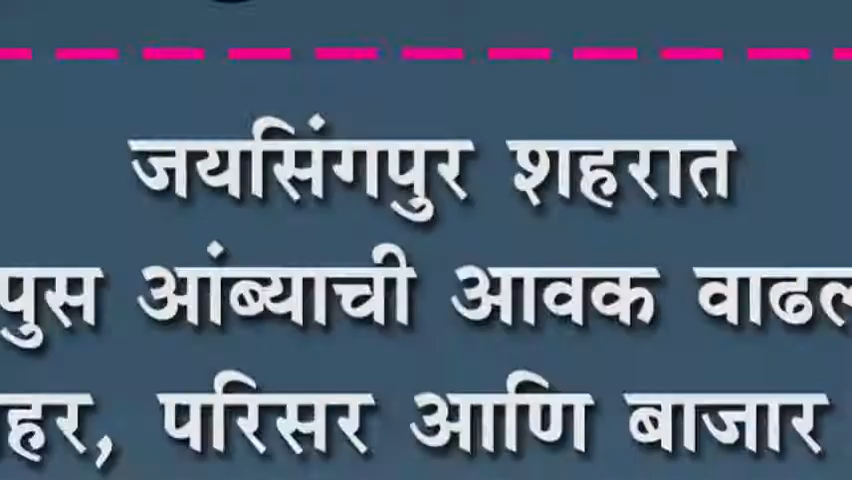 जयसिंगपुर शहरात
पुस आंब्याची आवक वाढल
हर, परिसर आणि बाजार